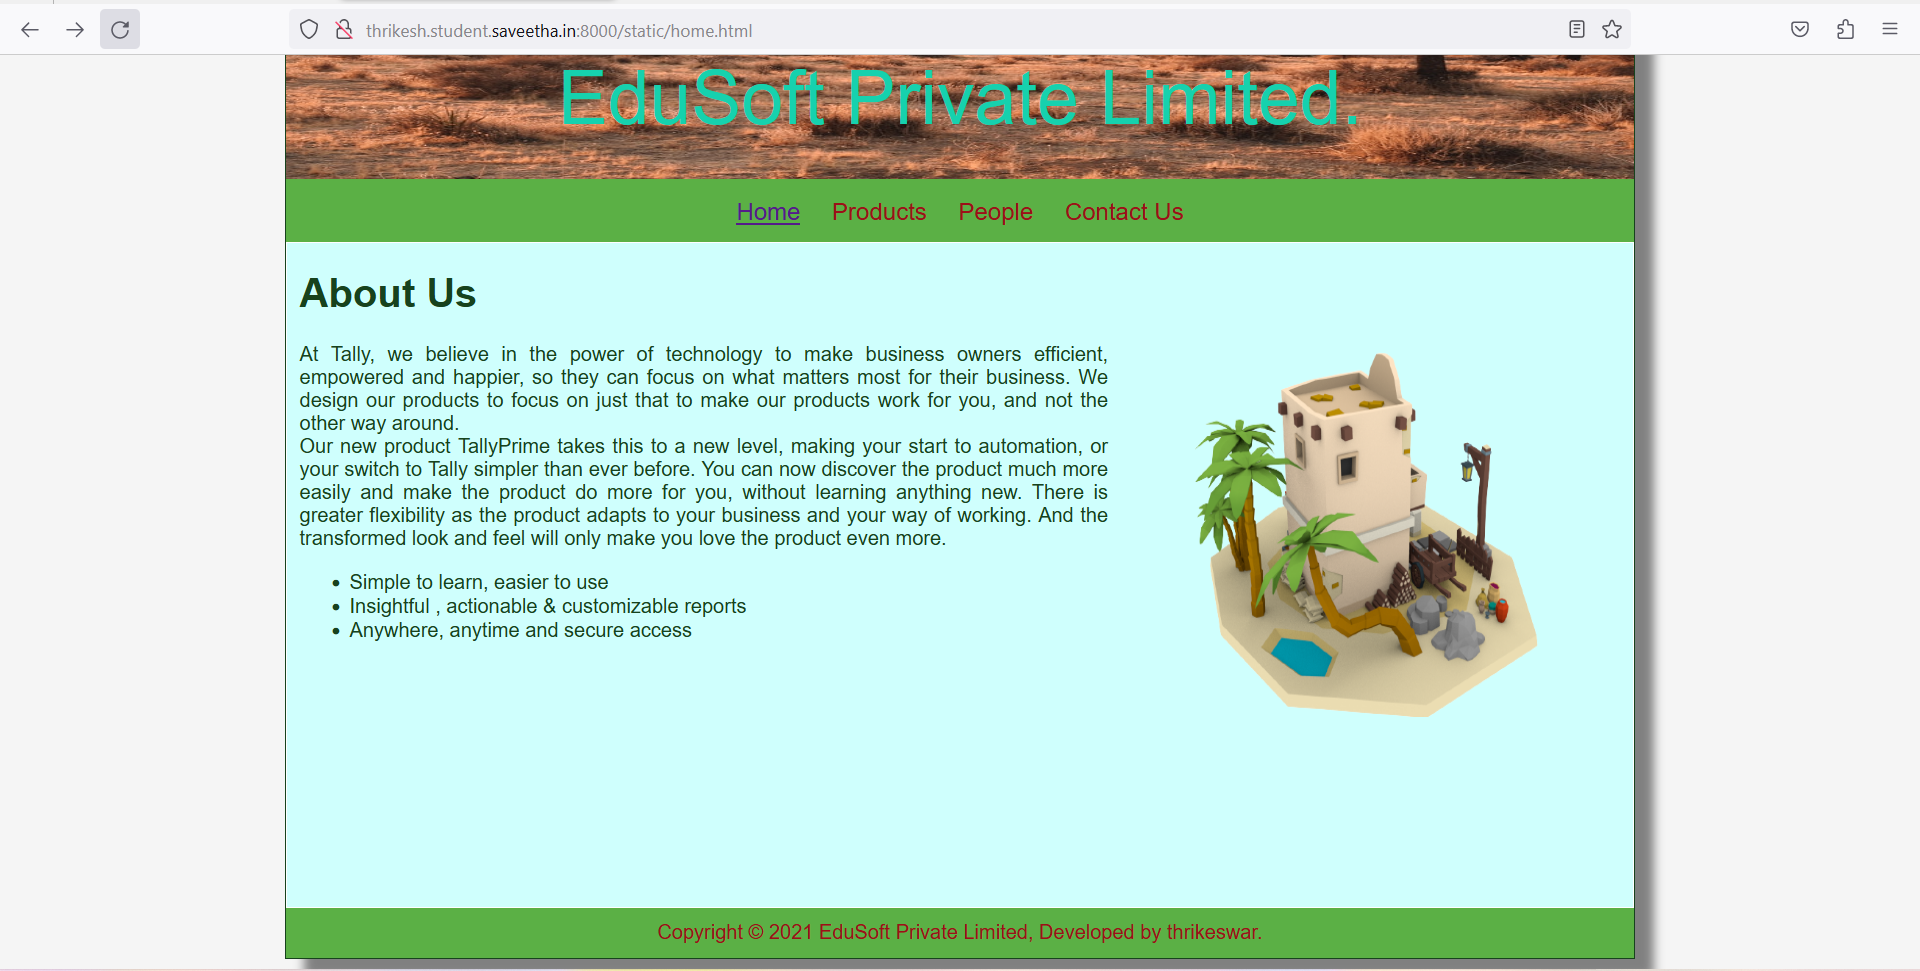 thrikesh.student.saveetha.in:8000/static/home.html
EduSoft Private Limited.
Home Products People Contact Us
About Us
At Tally, we believe in the power of technology to make business owners efficient,
empowered and happier, so they can focus on what matters most for their business. We
design our products to focus on just that to make our products work for you, and not the
other way around.
Our new product TallyPrime takes this to a new level, making your start to automation, or
your switch to Tally simpler than ever before. You can now discover the product much more
easily and make the product do more for you, without learning anything new. There is
greater flexibility as the product adapts to your business and your way of working. And the
transformed look and feel will only make you love the product even more.
• Simple to learn, easier to use
• Insightful , actionable & customizable reports
• Anywhere, anytime and secure access
Copyright © 2021 EduSoft Private Limited, Developed by thrikeswar.